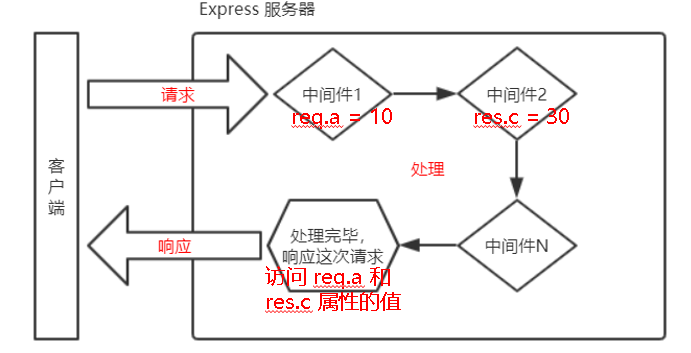 Express 服务器
客户端
请求
中间件1
req.a = 10
中间件2
res.c = 30
处理
中间件N
处理完毕，
响应这次请求
访问 req.a 和
res.c 属性的值
响应